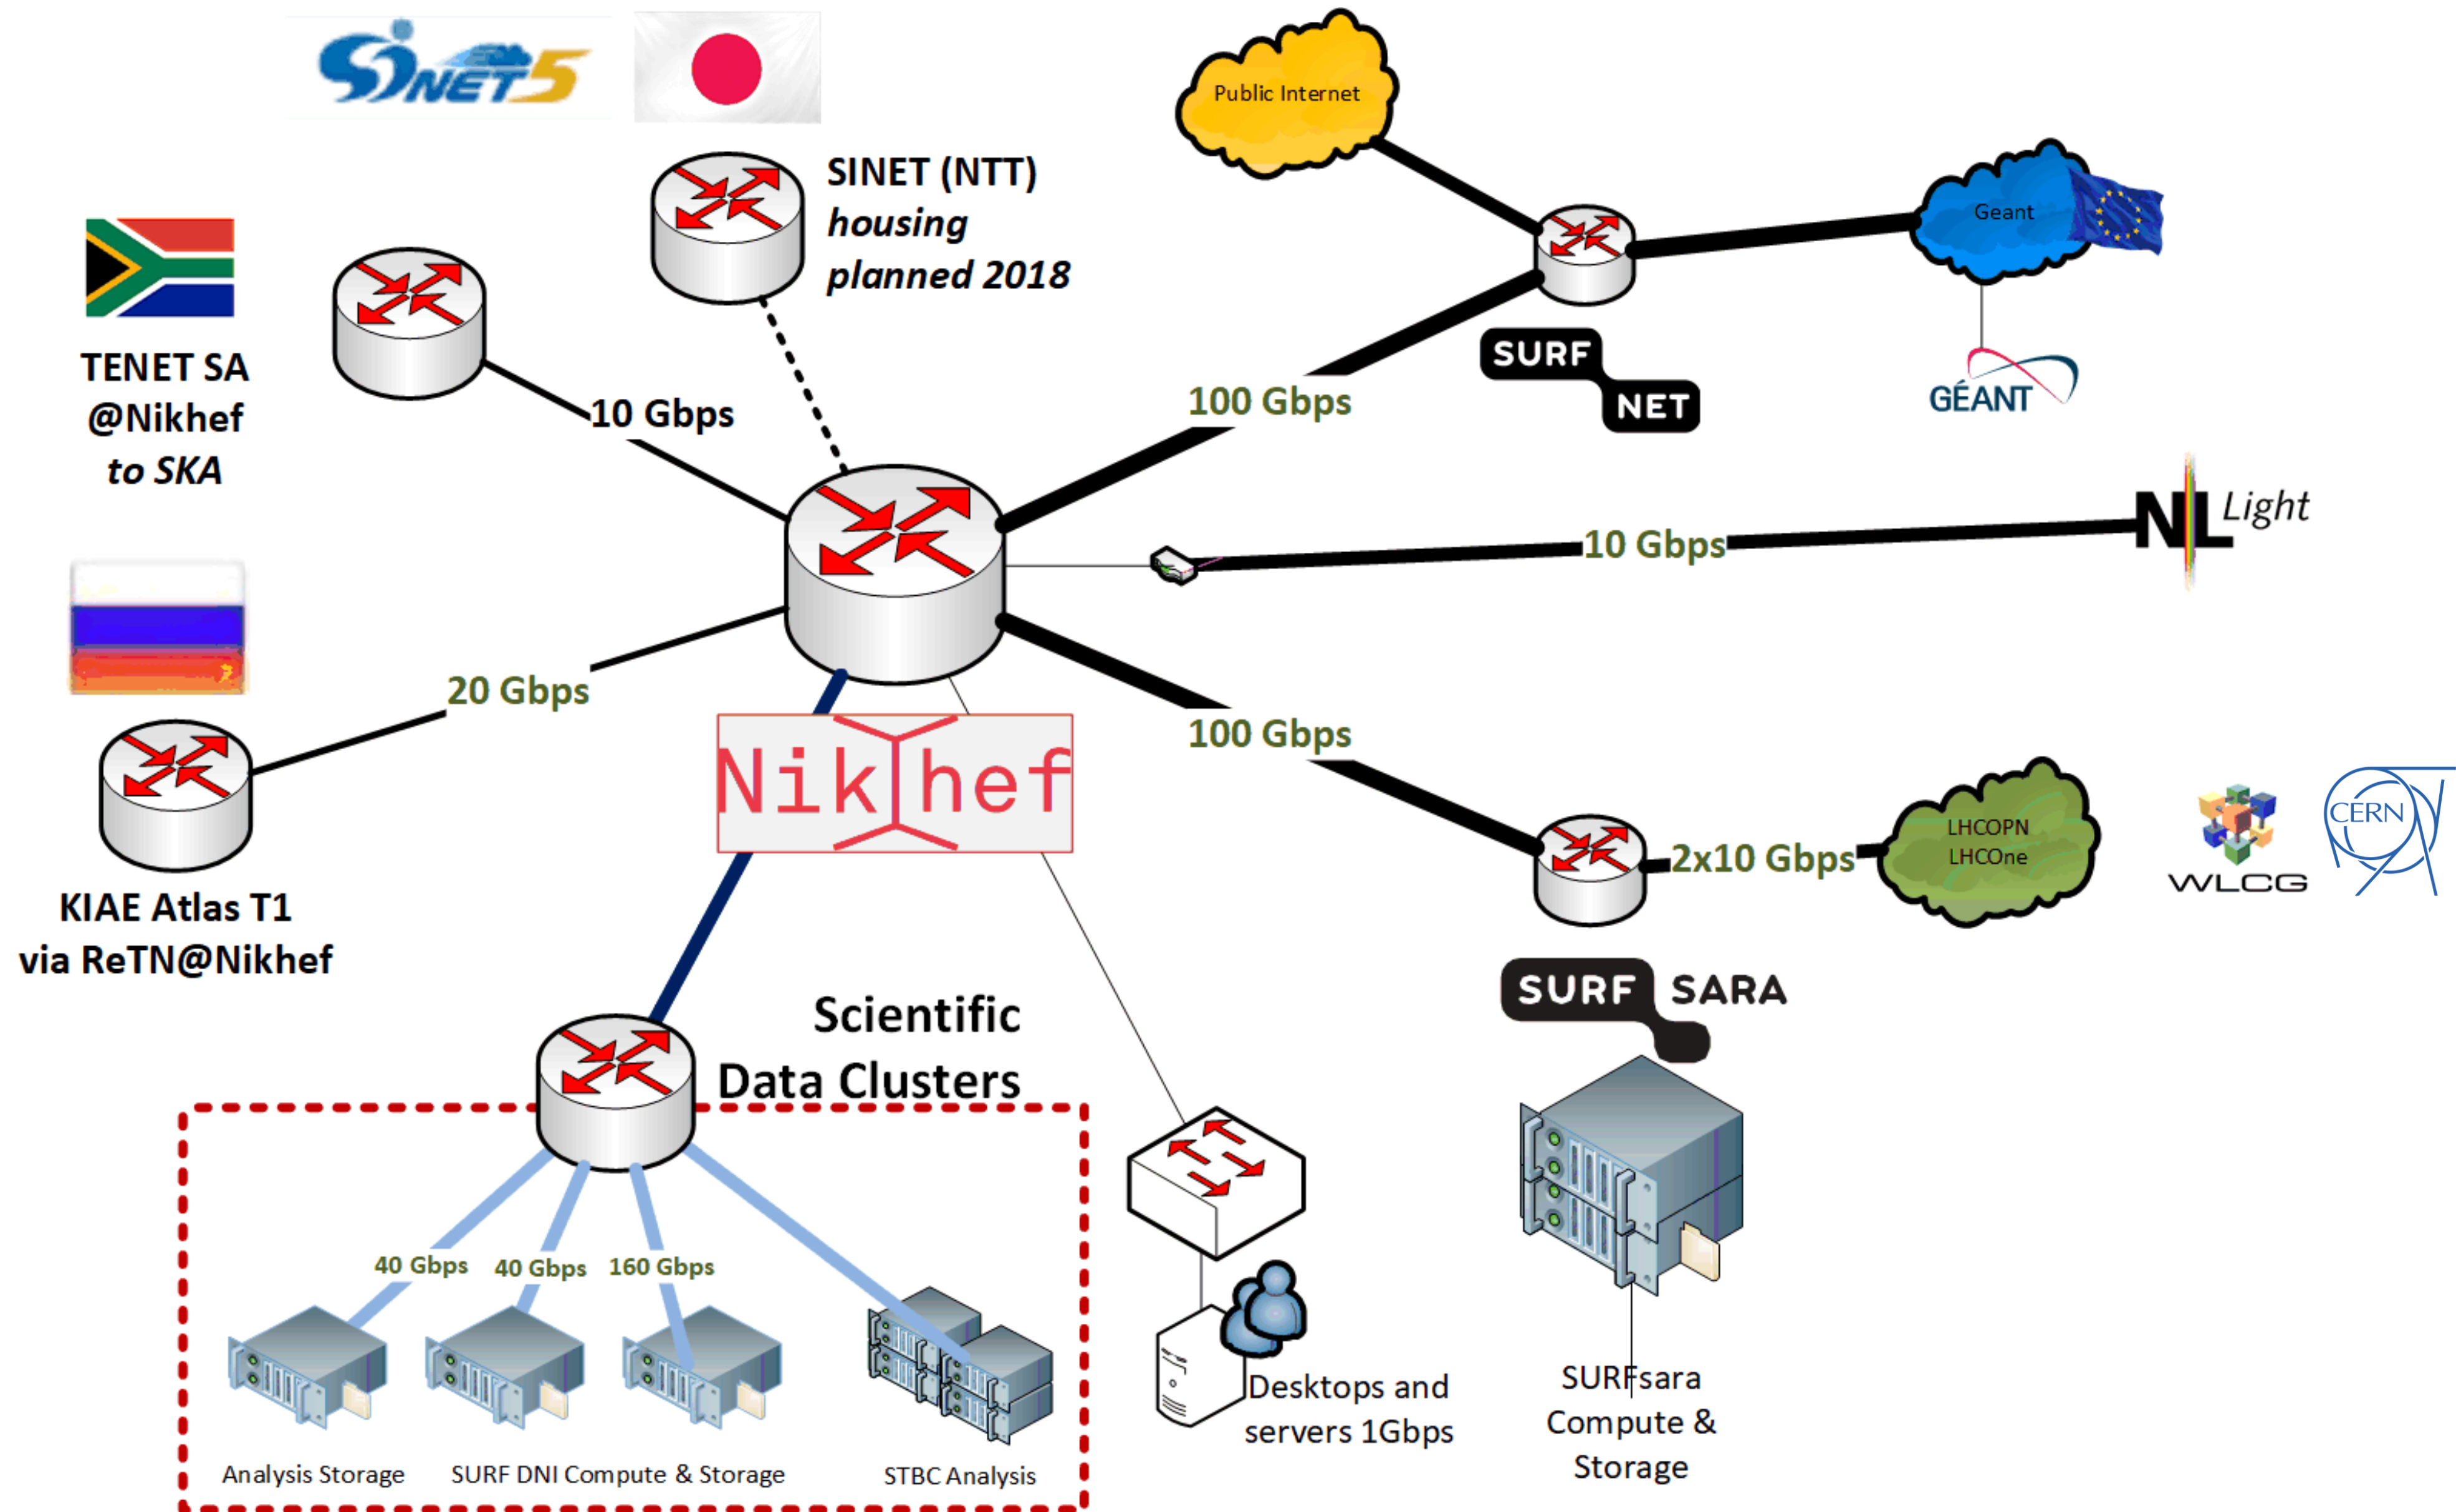 SINET5
Public Internet
SINET (NTT)
housing
planned 2018
Geant
TENET SA
@Nikhef
to SKA
SURF
NET
GÉANT
10 Gbps
100 Gbps
NL Light
10 Gbps
20 Gbps
100 Gbps
Nikhef
LHCOPN
LHCOne
2x10 Gbps
WLCG
CERN
KIAE Atlas T1
via ReTN@Nikhef
SURF SARA
Scientific
Data Clusters
40 Gbps
40 Gbps
160 Gbps
Desktops and
servers 1Gbps
SURFsara
Compute &
Storage
Analysis Storage
SURF DNI Compute & Storage
STBC Analysis